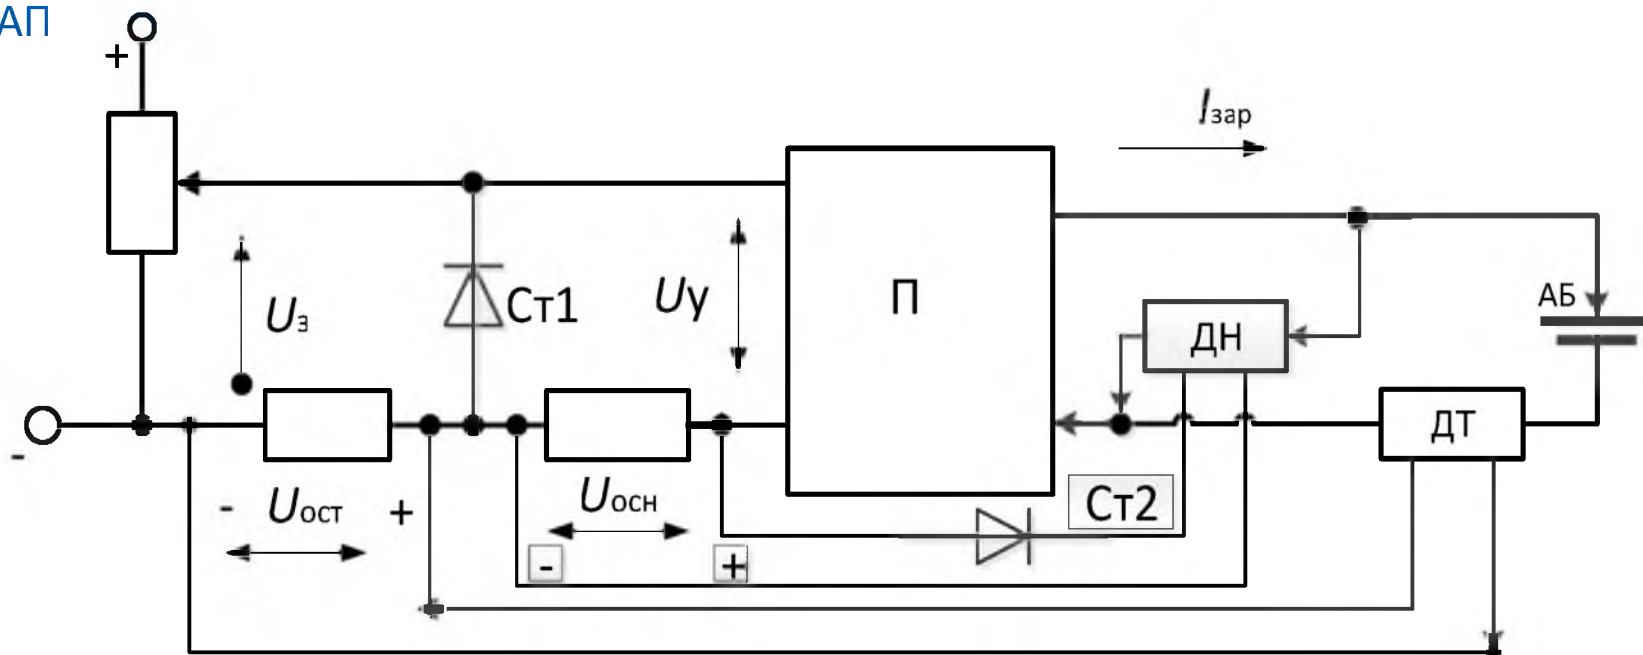 АП
+
Iзар
Uз
Ст1
Uу
П
АБ
ДН
ДТ
-
- Uост +
Uосн
Ст2
- +